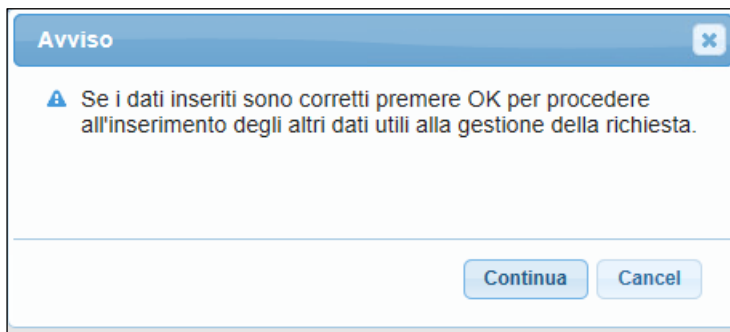 Avviso
Se i dati inseriti sono corretti premere OK per procedere
all'inserimento degli altri dati utili alla gestione della richiesta.
Continua
Cancel